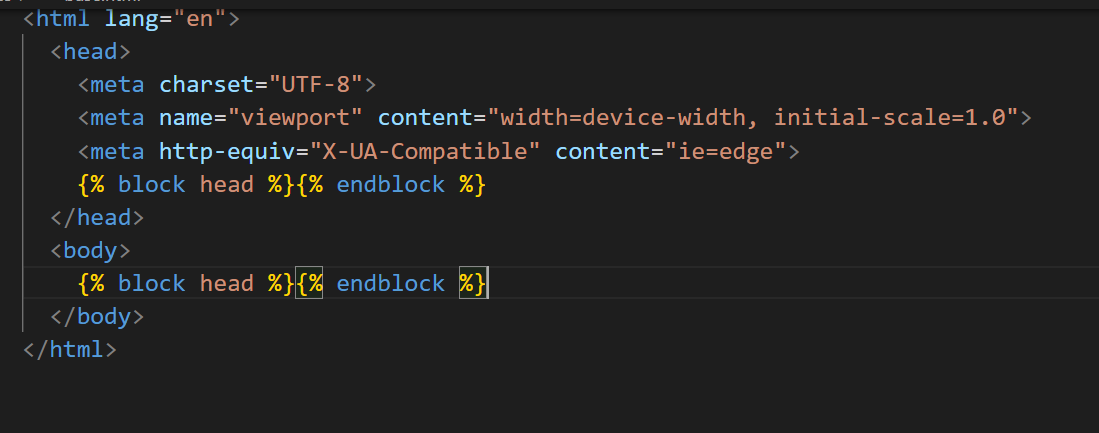 <html lang="en">
<head>
<meta charset="UTF-8">
<meta name="viewport" content="width=device-width, initial-scale=1.0">
<meta http-equiv="X-UA-Compatible" content="ie=edge">
{% block head %}{% endblock %}
</head>
<body>
{% block head %}{% endblock %}
</body>
</html>